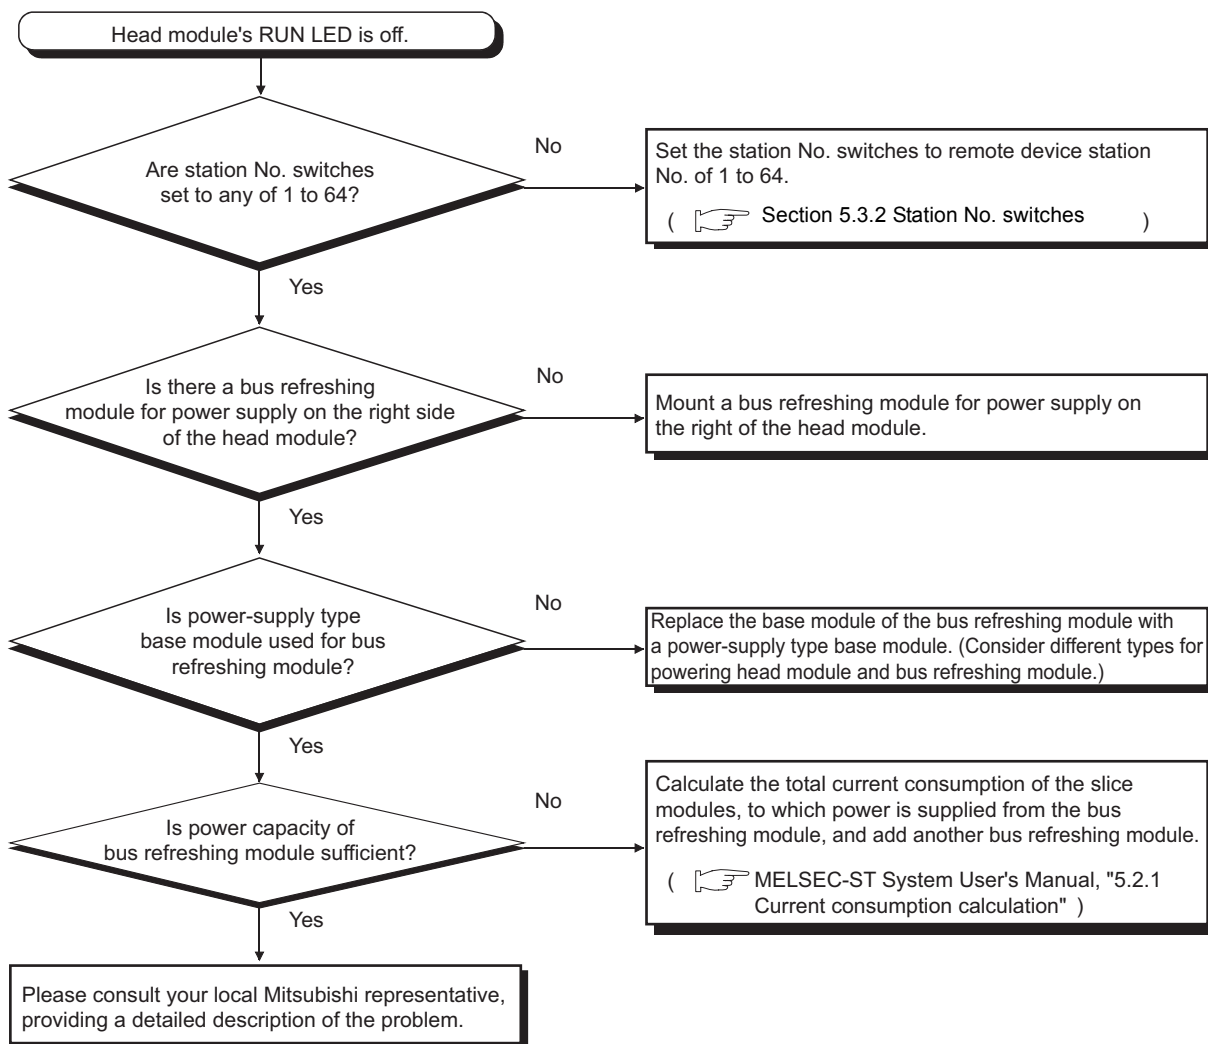 Head module's RUN LED is off.
Are station No. switches
set to any of 1 to 64?
No
Set the station No. switches to remote device station
No. of 1 to 64.
( Section 5.3.2 Station No. switches )
Yes
Is there a bus refreshing
module for power supply on the right side
of the head module?
No
Mount a bus refreshing module for power supply on
the right of the head module.
Yes
Is power-supply type
base module used for bus
refreshing module?
No
Replace the base module of the bus refreshing module with
a power-supply type base module. (Consider different types for
powering head module and bus refreshing module.)
Yes
Is power capacity of
bus refreshing module sufficient?
No
Calculate the total current consumption of the slice
modules, to which power is supplied from the bus
refreshing module, and add another bus refreshing module.
( MELSEC-ST System User's Manual, "5.2.1
Current consumption calculation" )
Yes
Please consult your local Mitsubishi representative,
providing a detailed description of the problem.